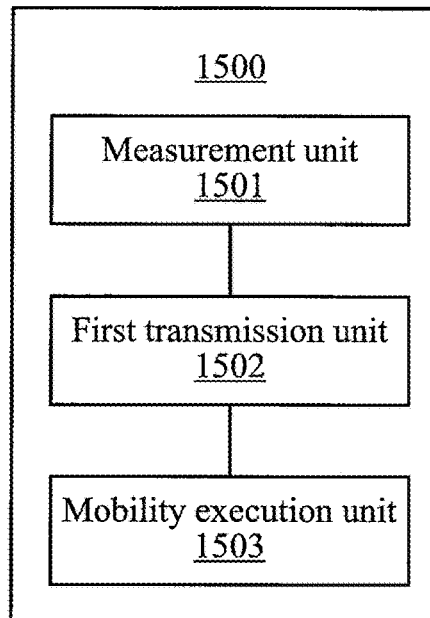 1500
Measurement unit
1501
First transmission unit
1502
Mobility execution unit
1503